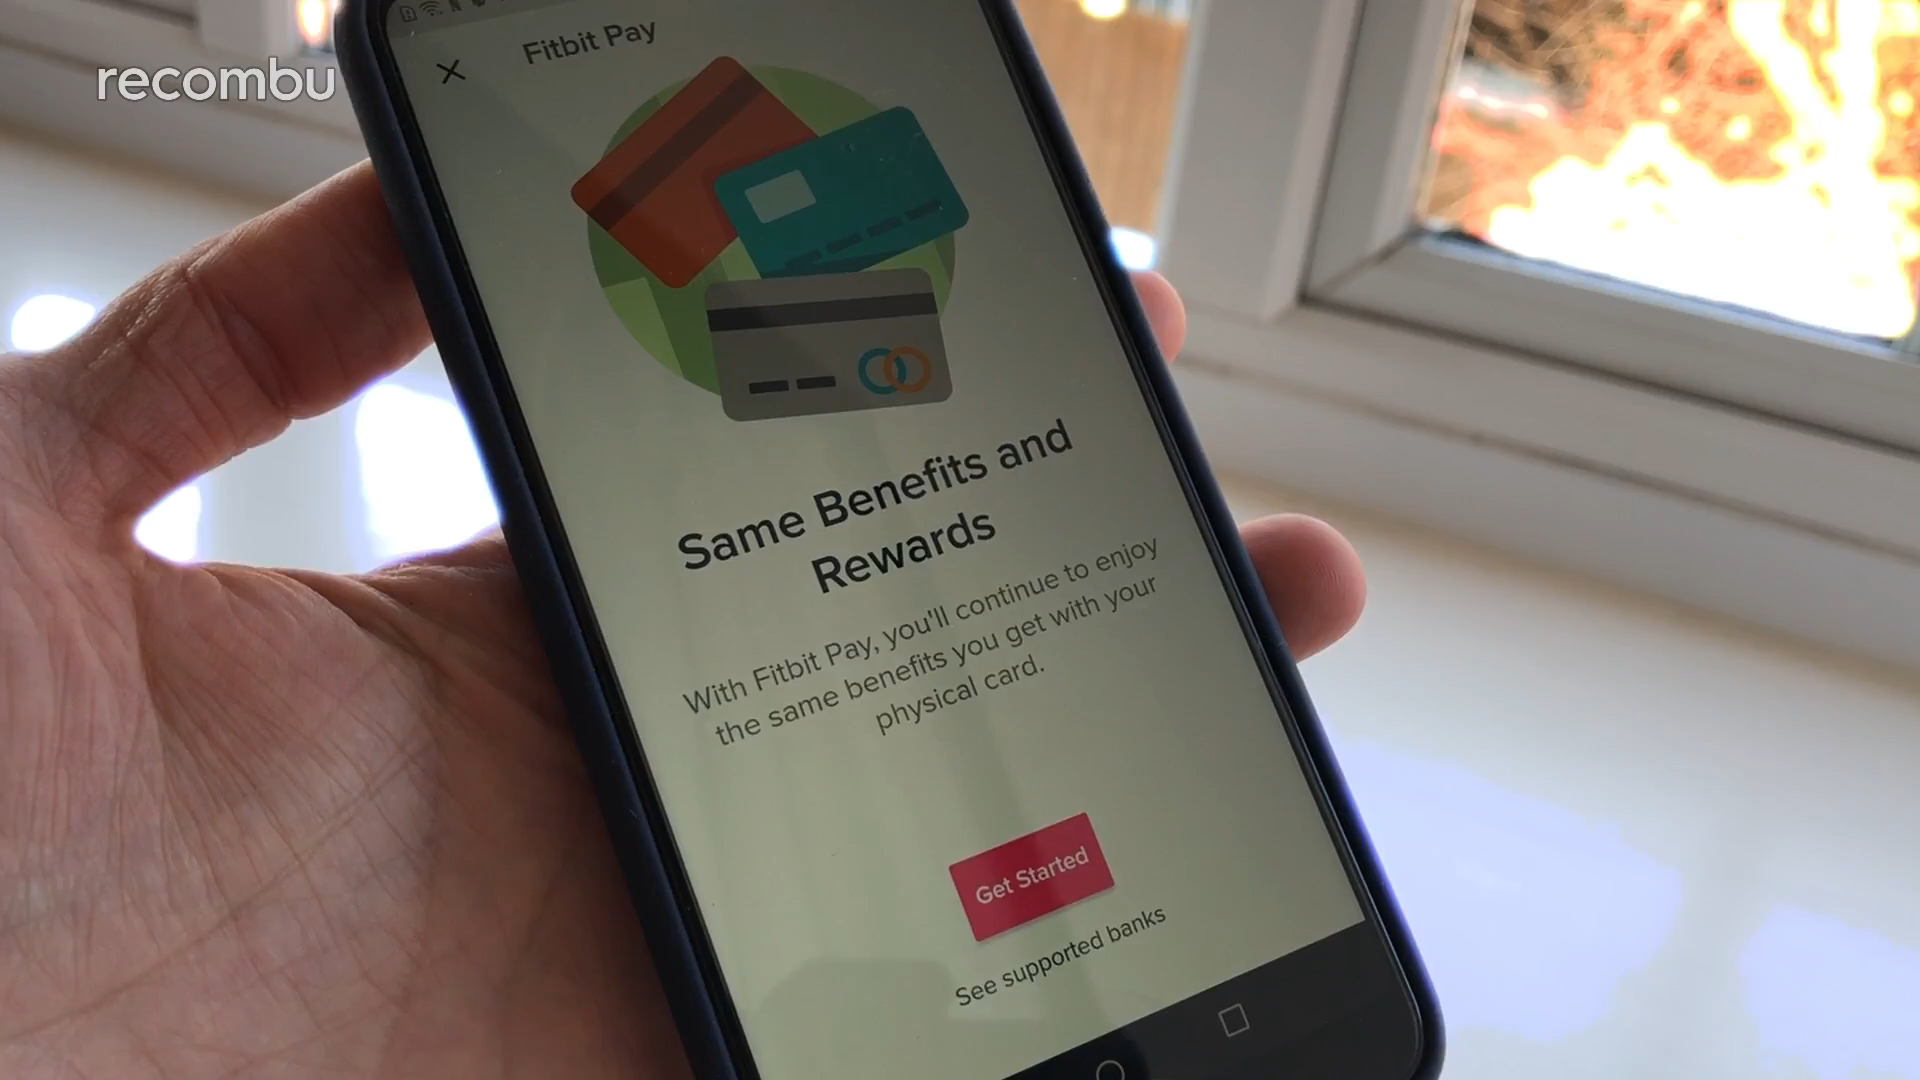 recombu
Fitbit Pay
Same Benefits and
Rewards
With Fitbit Pay, you'll continue to enjoy
the same benefits you get with your
physical card.
Get Started
See supported banks